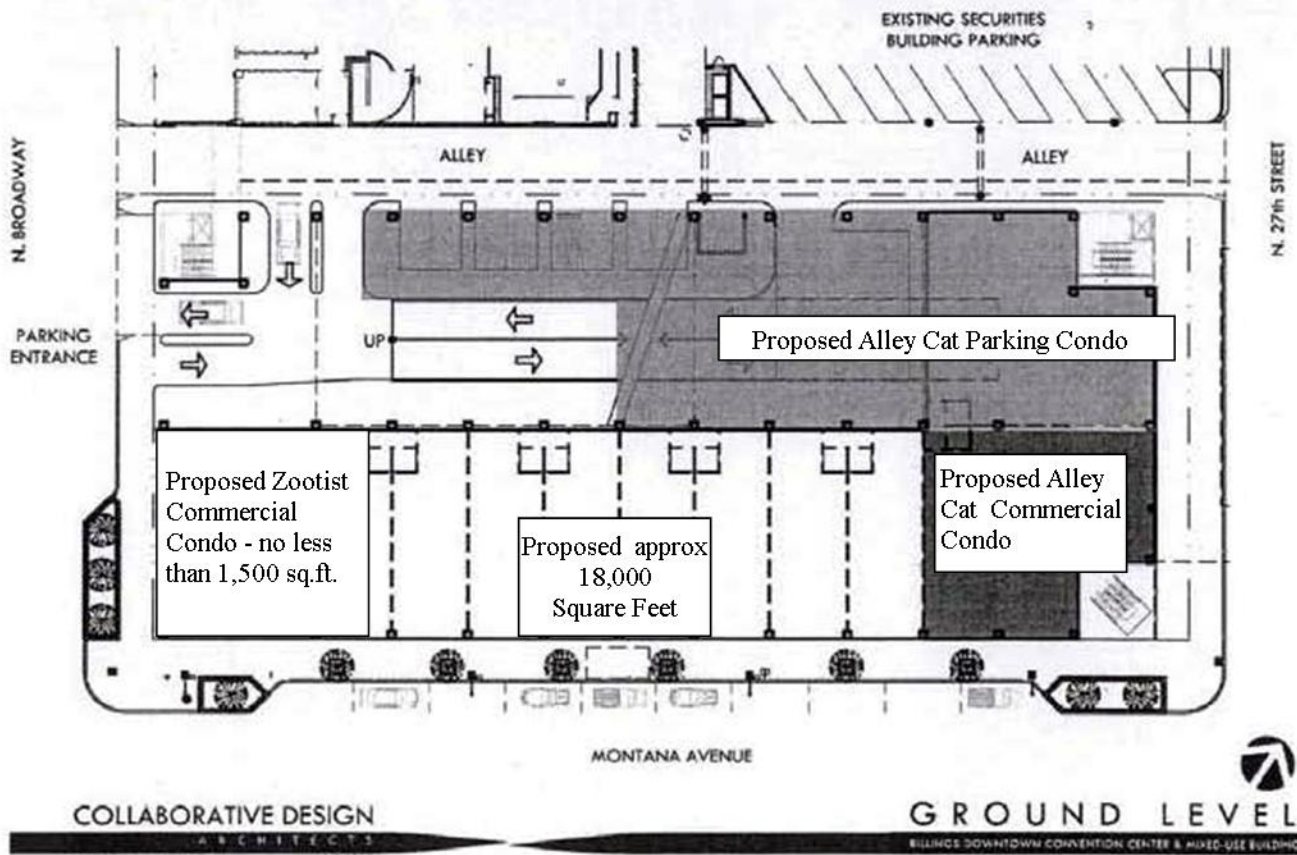 EXISTING SECURITIES
BUILDING PARKING
N. BROADWAY
ALLEY
ALLEY
N. 27th STREET
PARKING
ENTRANCE
UP
Proposed Alley Cat Parking Condo
Proposed Zootist
Commercial
Condo - no less
than 1,500 sq.ft.
Proposed approx
18,000
Square Feet
Proposed Alley
Cat Commercial
Condo
MONTANA AVENUE
COLLABORATIVE DESIGN
ARCHITECTS
GROUND LEVEL
BILLINGS DOWNTOWN CONVENTION CENTER & MIXED-USE BUILDING